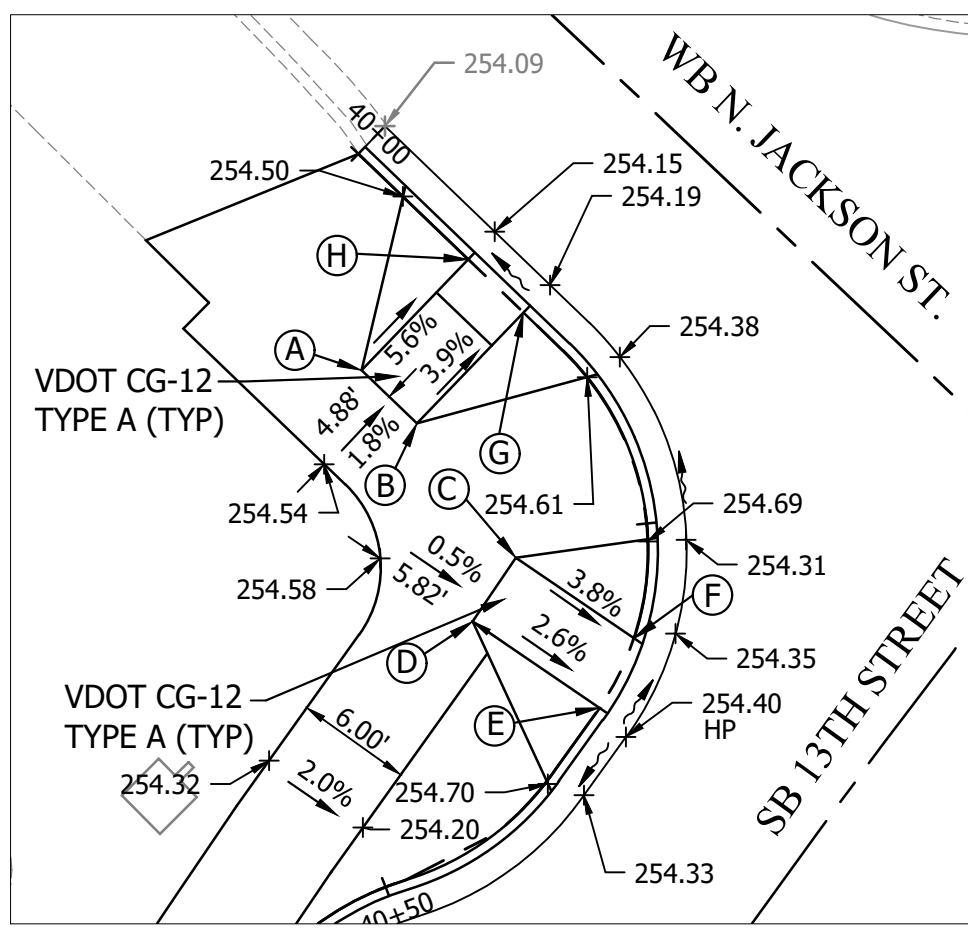 254.09
WB N. JACKSON ST.
40+00
254.15
254.50
254.19
H
254.38
5.6%
A
3.9%
VDOT CG-12
TYPE A (TYP)
4.88'
1.8%
G
B
C
254.61
254.69
254.54
0.5%
5.82'
254.31
254.58
3.8%
F
2.6%
254.35
D
VDOT CG-12
TYPE A (TYP)
254.40
HP
E
6.00'
SB 13TH STREET
254.32
2.0%
254.70
254.20
254.33
40+50